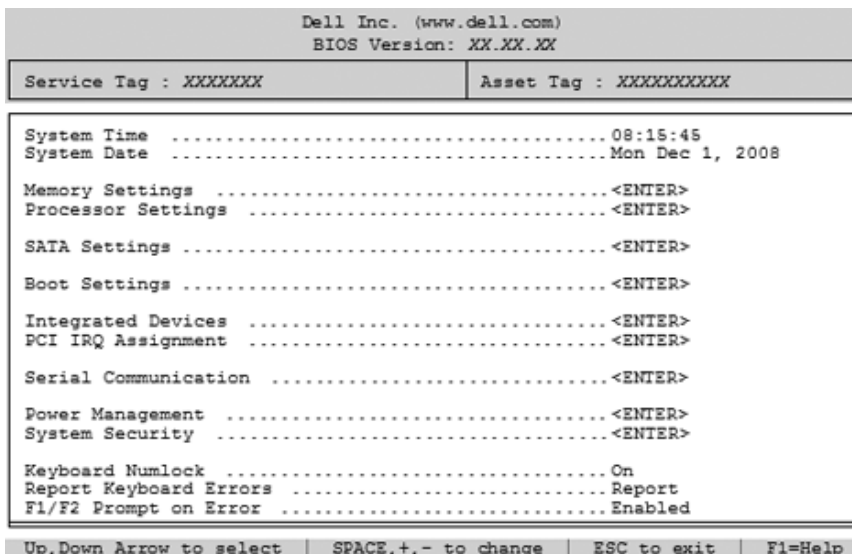 Dell Inc. (www.dell.com)
BIOS Version: XX.XX.XX
Service Tag : XXXXXXX Asset Tag : XXXXXXXXXX
System Time ......................................08:15:45
System Date ......................................Mon Dec 1, 2008
Memory Settings ..................................<ENTER>
Processor Settings ...............................<ENTER>
SATA Settings .....................................<ENTER>
Boot Settings .....................................<ENTER>
Integrated Devices ...............................<ENTER>
PCI IRQ Assignment ...............................<ENTER>
Serial Communication .............................<ENTER>
Power Management .................................<ENTER>
System Security ..................................<ENTER>
Keyboard Numlock .................................On
Report Keyboard Errors ...........................Report
F1/F2 Prompt on Error ............................Enabled
Up,Down Arrow to select | SPACE,+,- to change | ESC to exit | F1=Help